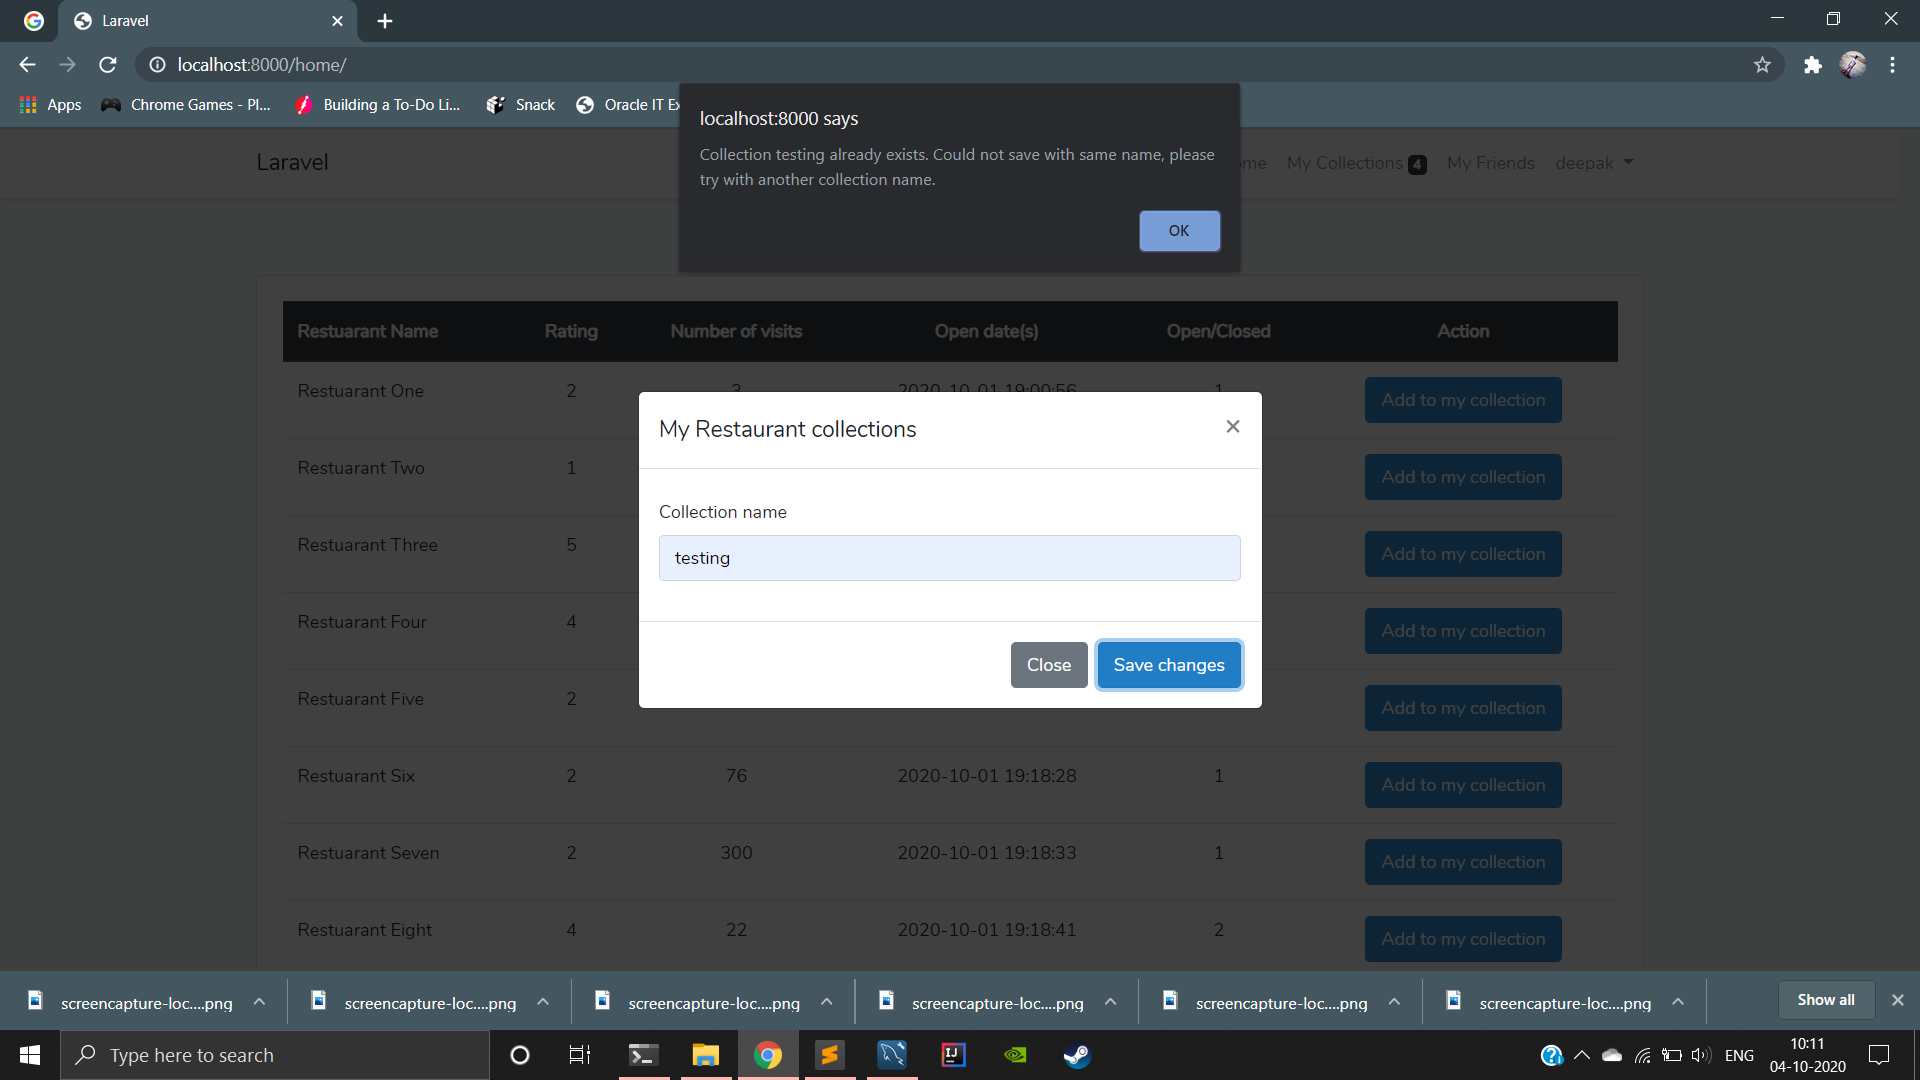 Laravel
localhost:8000/home/
Apps
Chrome Games - Pl...
Building a To-Do Li...
Snack
Oracle IT Ex
localhost:8000 says
Collection testing already exists. Could not save with same name, please
try with another collection name.
OK
Laravel
ome
My Collections 4
My Friends
deepak
Restuarant Name Rating Number of visits Open date(s) Open/Closed Action
Restuarant One 2 3 2020-10-01 19:00:56 1 Add to my collection
Restuarant Two 1 Add to my collection
Restuarant Three 5 Add to my collection
Restuarant Four 4 Add to my collection
Restuarant Five 2 Add to my collection
Restuarant Six 2 76 2020-10-01 19:18:28 1 Add to my collection
Restuarant Seven 2 300 2020-10-01 19:18:33 1 Add to my collection
Restuarant Eight 4 22 2020-10-01 19:18:41 2 Add to my collection
My Restaurant collections
Collection name
testing
Close
Save changes
screencapture-loc....png
screencapture-loc....png
screencapture-loc....png
screencapture-loc....png
screencapture-loc....png
screencapture-loc....png
Show all
Type here to search
ENG
10:11
04-10-2020